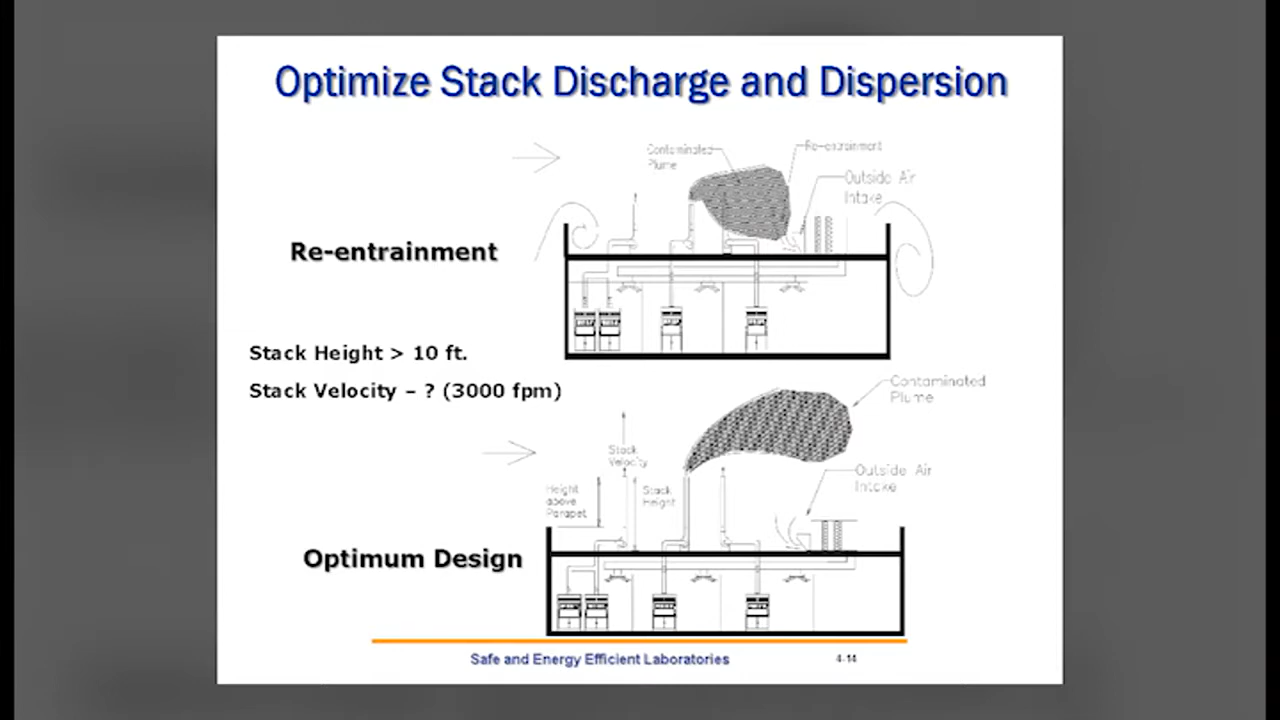 Optimize Stack Discharge and Dispersion
Contaminated
Plume
Re-entrainment
Outside Air
Intake
Re-entrainment
Stack Height > 10 ft.
Stack Velocity – ? (3000 fpm)
Contaminated
Plume
Stack
Velocity
Outside Air
Intake
Height
above
Parapet
Stack
Height
Optimum Design
Safe and Energy Efficient Laboratories
4-14